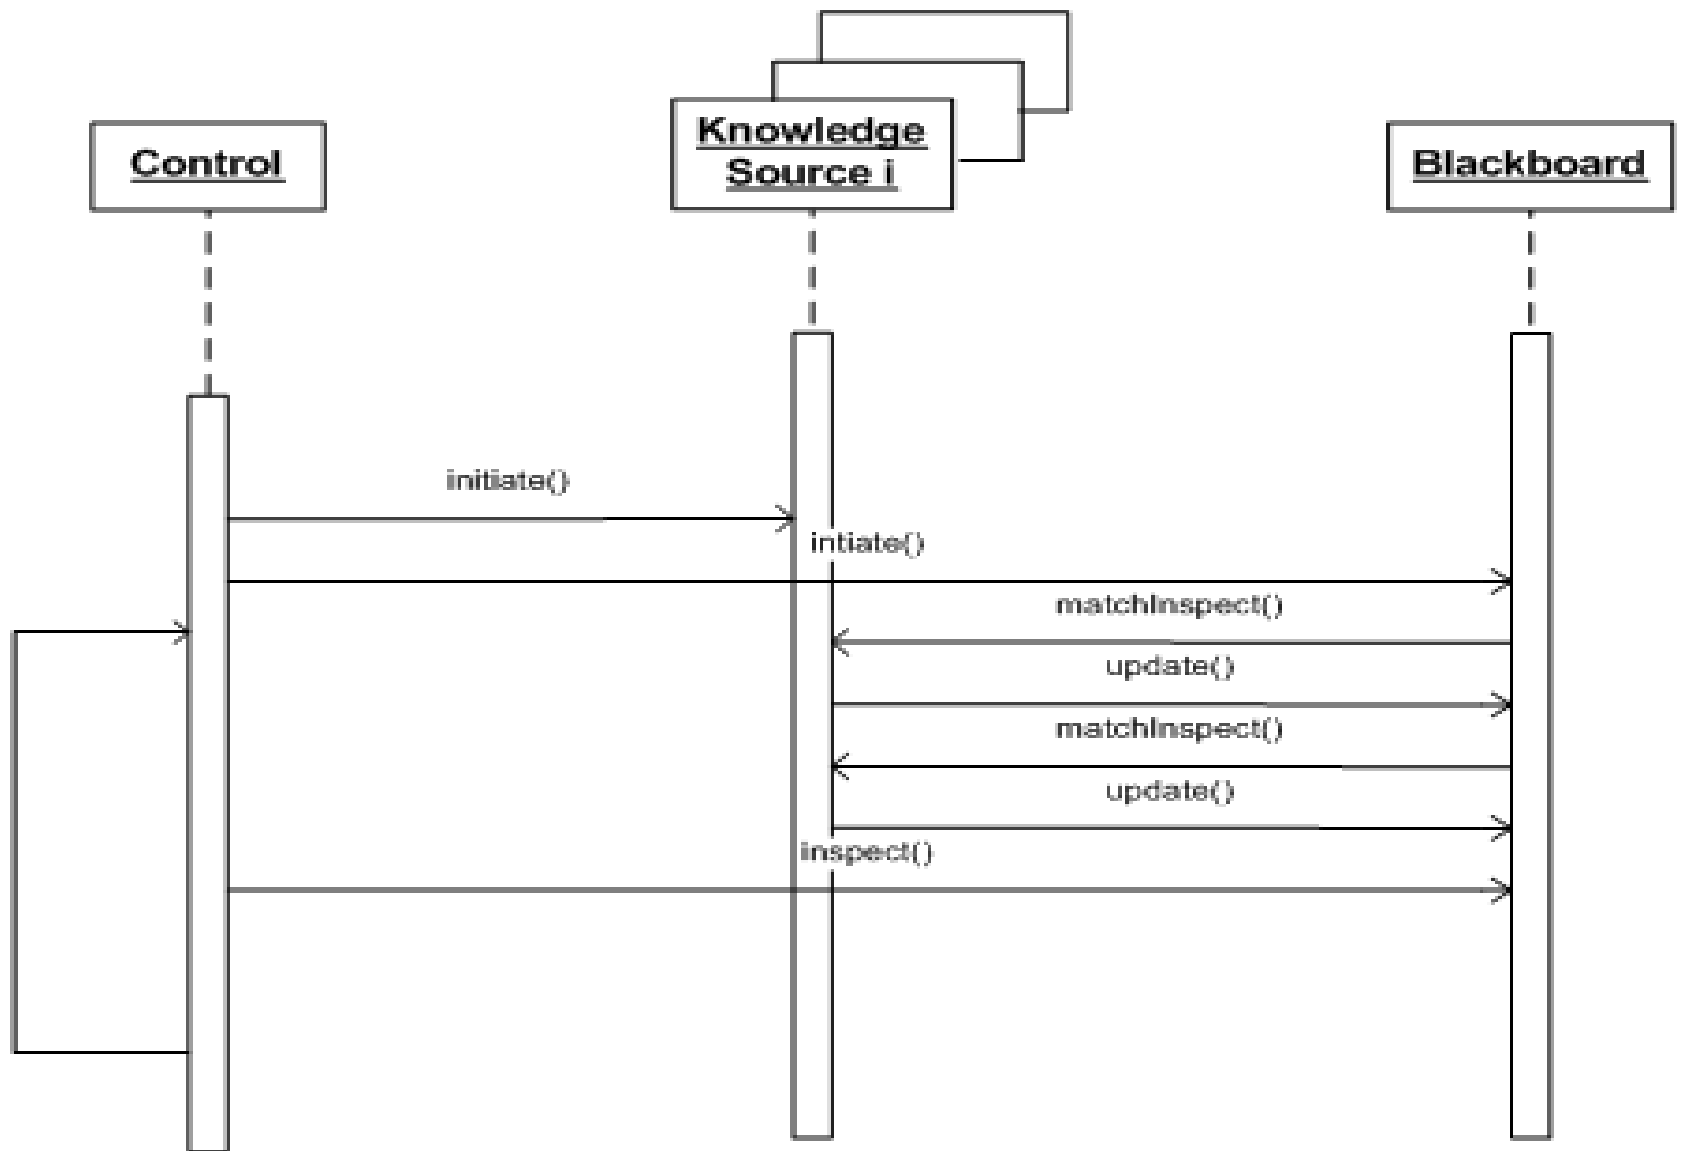 Control
Knowledge
Source i
Blackboard
initiate()
intiate()
matchInspect()
update()
matchInspect()
update()
inspect()